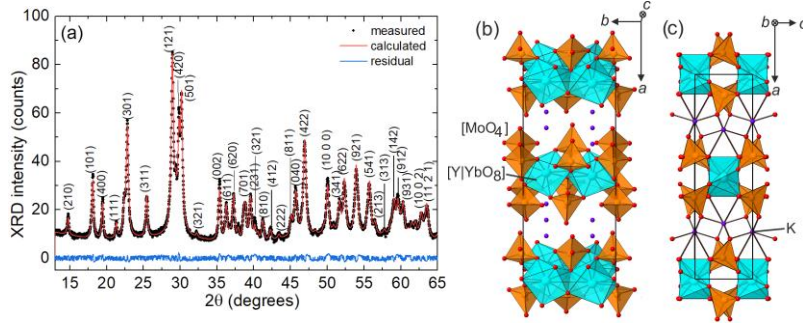 (a)
measured
calculated
residual
XRD intensity (counts)
100
80
60
40
20
0
(210)
(101)
(400)
(111)
(301)
(311)
(121)
(420)
(501)
(321)
(002)
(611)
(620)
(701)
(231)
(321)
(810)
(412)
(222)
(811)
(040)
(422)
(10 0 0)
(341)
(622)
(921)
(541)
(213)
(313)
(142)
(912)
(931)
(10 0 2)
(11 2 1)
15
20
25
30
35
40
45
50
55
60
65
2θ (degrees)
(b)
b
c
a
[MoO4]
[Y|YbO8]
(c)
b
c
a
K